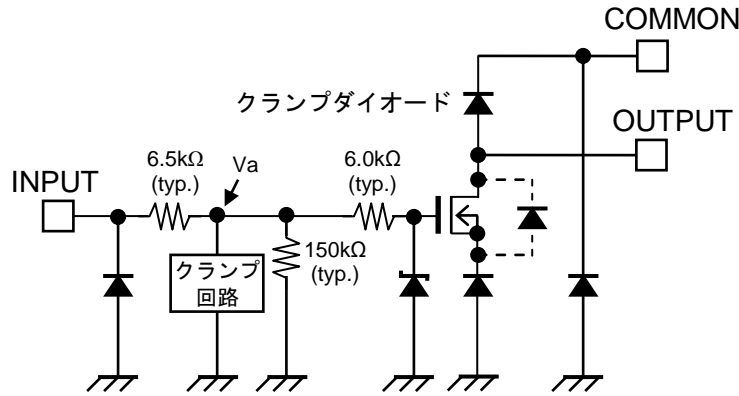 COMMON
クランプダイオード
OUTPUT
6.5kΩ
(typ.)
Va
6.0kΩ
(typ.)
INPUT
150kΩ
(typ.)
クランプ
回路